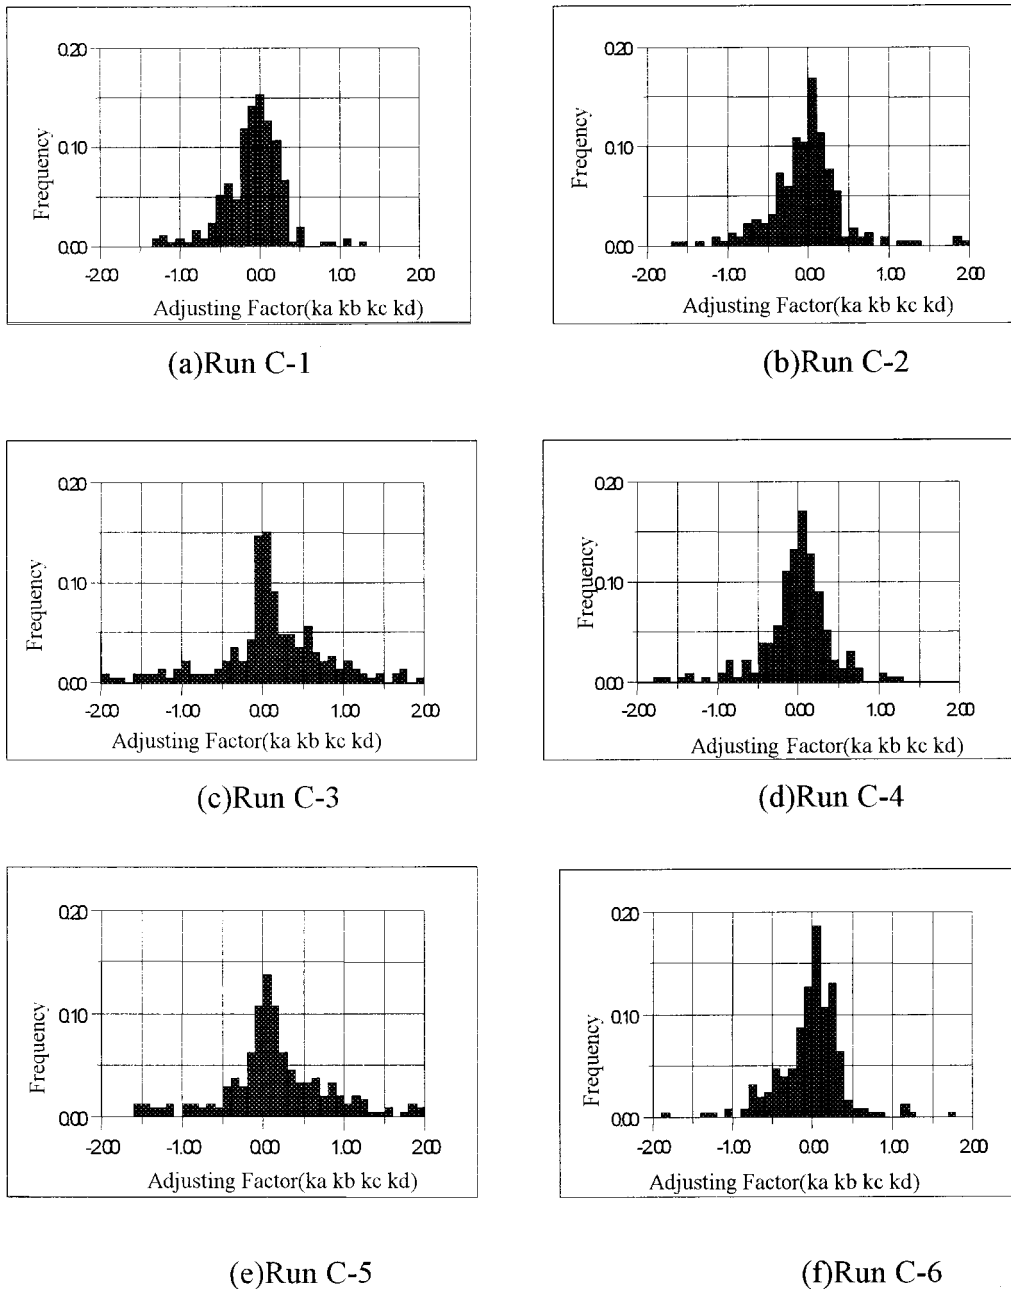 0.20
0.10
0.00
Frequency
-2.00 -1.00 0.00 1.00 2.00
Adjusting Factor(ka kb kc kd)
(a)Run C-1
0.20
0.10
0.00
Freqency
-2.00 -1.00 0.00 1.00 2.00
Adjusting Factor(ka kb kc kd)
(b)Run C-2
0.20
0.10
0.00
Frequency
-2.00 -1.00 0.00 1.00 2.00
Adjusting Factor(ka kb kc kd)
(c)Run C-3
0.20
0.10
0.00
Frequency
-2.00 -1.00 0.00 1.00 2.00
Adjusting Factor(ka kb kc kd)
(d)Run C-4
0.20
0.10
0.00
Frequency
-2.00 -1.00 0.00 1.00 2.00
Adjusting Factor(ka kb kc kd)
(e)Run C-5
0.20
0.10
0.00
Frequency
-2.00 -1.00 0.00 1.00 2.00
Adjusting Factor(ka kb kc kd)
(f)Run C-6